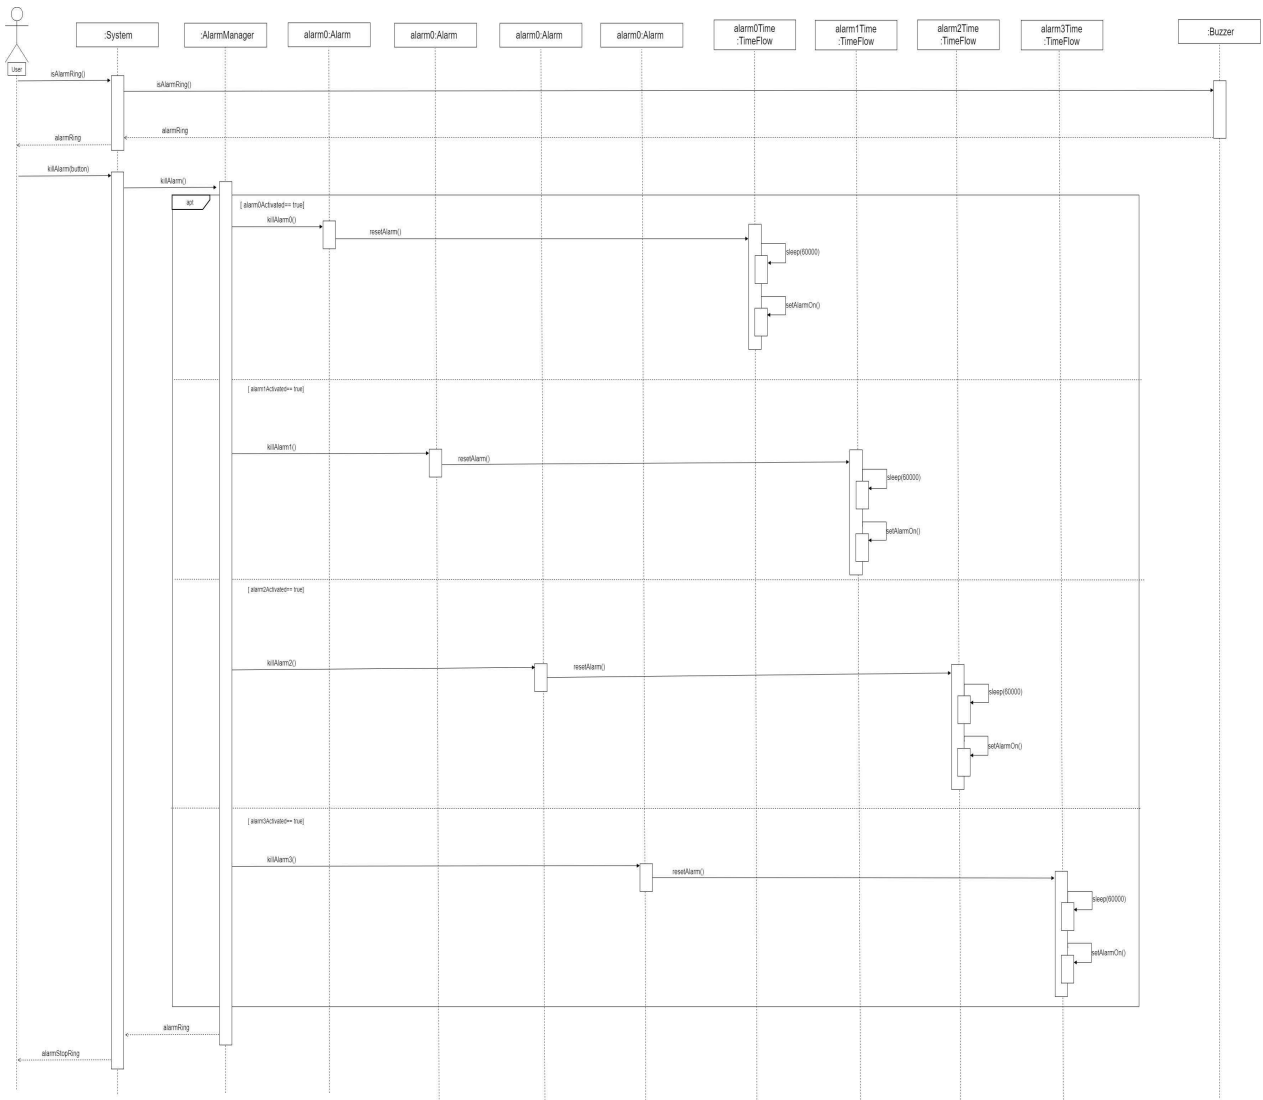 :System
:AlarmManager
alarm0:Alarm
alarm0:Alarm
alarm0:Alarm
alarm0:Alarm
alarm0Time
:TimeFlow
alarm1Time
:TimeFlow
alarm2Time
:TimeFlow
alarm3Time
:TimeFlow
:Buzzer
User
isAlarmRing()
isAlarmRing()
alarmRing
alarmRing
killAlarm(button)
killAlarm()
apt
[ alarm0Activated== true]
killAlarm0()
resetAlarm()
sleep(60000)
setAlarmOn()
[ alarm1Activated== true]
killAlarm1()
resetAlarm()
sleep(60000)
setAlarmOn()
[ alarm2Activated== true]
killAlarm2()
resetAlarm()
sleep(60000)
setAlarmOn()
[ alarm3Activated== true]
killAlarm3()
resetAlarm()
sleep(60000)
setAlarmOn()
alarmRing
alarmStopRing